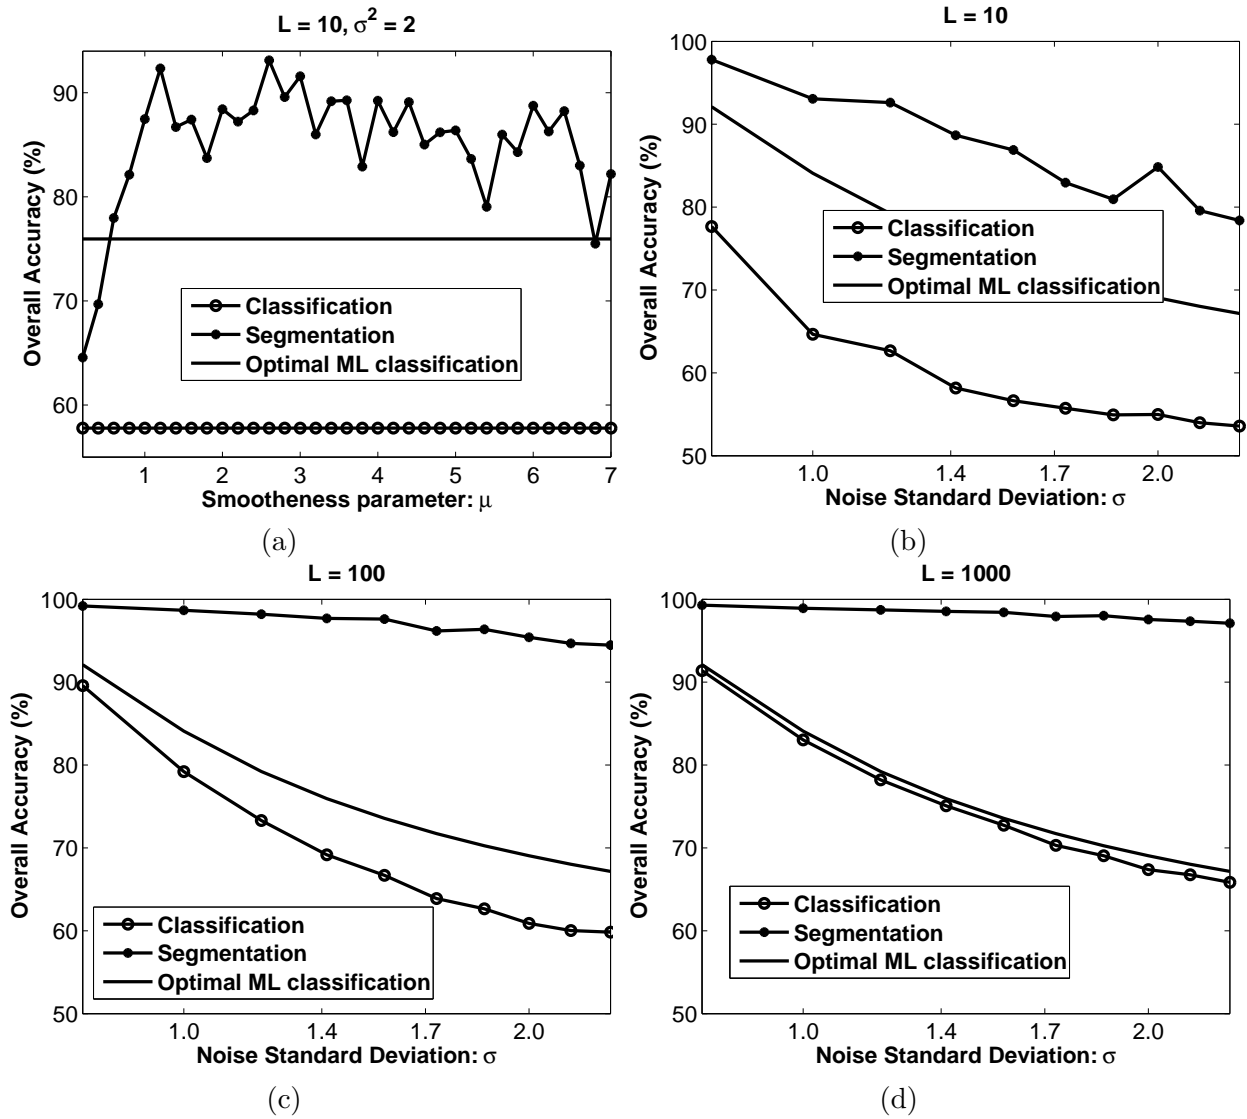 L = 10, σ² = 2
90
80
70
60
Overall Accuracy (%)
Classification
Segmentation
Optimal ML classification
1 2 3 4 5 6 7
Smootheness parameter: μ
(a)
L = 10
100
90
80
70
60
50
Overall Accuracy (%)
Classification
Segmentation
Optimal ML classification
1.0 1.4 1.7 2.0
Noise Standard Deviation: σ
(b)
L = 100
100
90
80
70
60
50
Overall Accuracy (%)
Classification
Segmentation
Optimal ML classification
1.0 1.4 1.7 2.0
Noise Standard Deviation: σ
(c)
L = 1000
100
90
80
70
60
50
Overall Accuracy (%)
Classification
Segmentation
Optimal ML classification
1.0 1.4 1.7 2.0
Noise Standard Deviation: σ
(d)